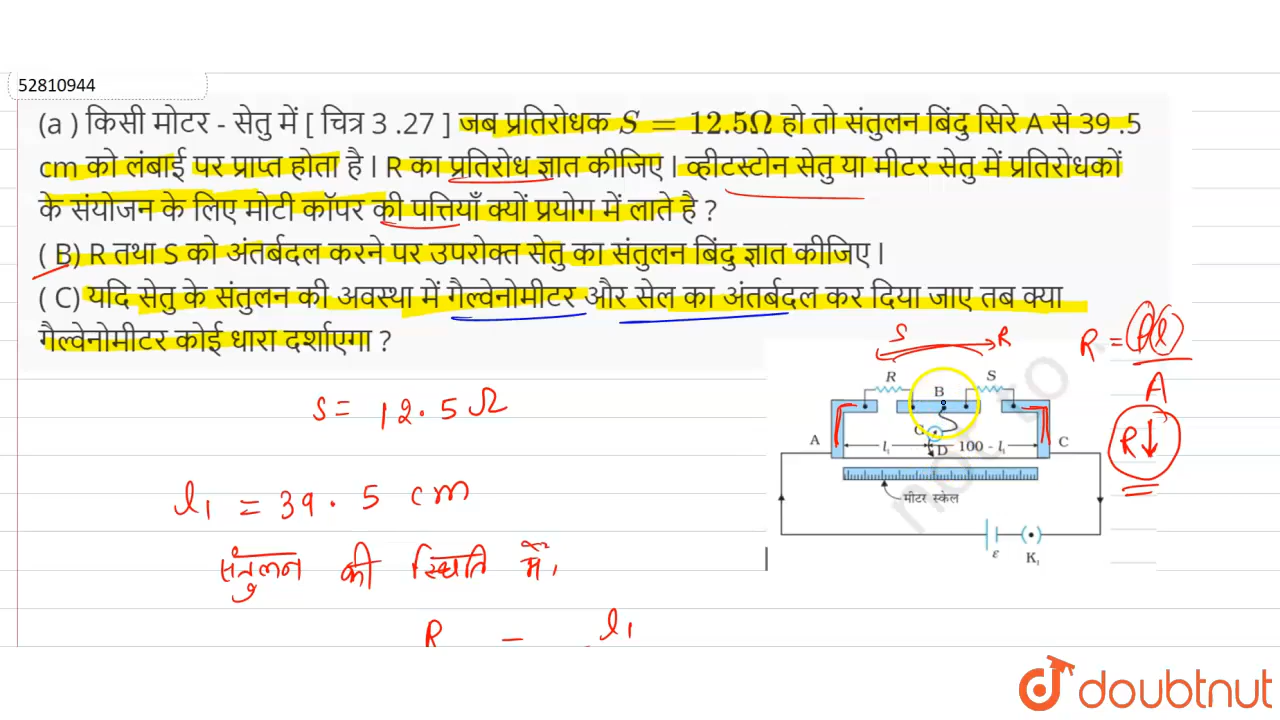 52810944
(a ) किसी मोटर - सेतु में [ चित्र 3 .27 ] जब प्रतिरोधक S = 12.5Ω हो तो संतुलन बिंदु सिरे A से 39 .5
cm को लंबाई पर प्राप्त होता है I R का प्रतिरोध ज्ञात कीजिए I व्हीटस्टोन सेतु या मीटर सेतु में प्रतिरोधकों
के संयोजन के लिए मोटी कॉपर की पत्तियाँ क्यों प्रयोग में लाते है ?
( B) R तथा S को अंतर्बदल करने पर उपरोक्त सेतु का संतुलन बिंदु ज्ञात कीजिए I
( C) यदि सेतु के संतुलन की अवस्था में गैल्वेनोमीटर और सेल का अंतर्बदल कर दिया जाए तब क्या
गैल्वेनोमीटर कोई धारा दर्शाएगा ?
S R
R = ρl
A
R↓
R B S
G
A l₁ D 100 - l₁ C
मीटर स्केल
ε K₁
not to
S = 12.5 Ω
l₁ = 39.5 cm
संतुलन की स्थिति में,
R = l₁
doubtnut